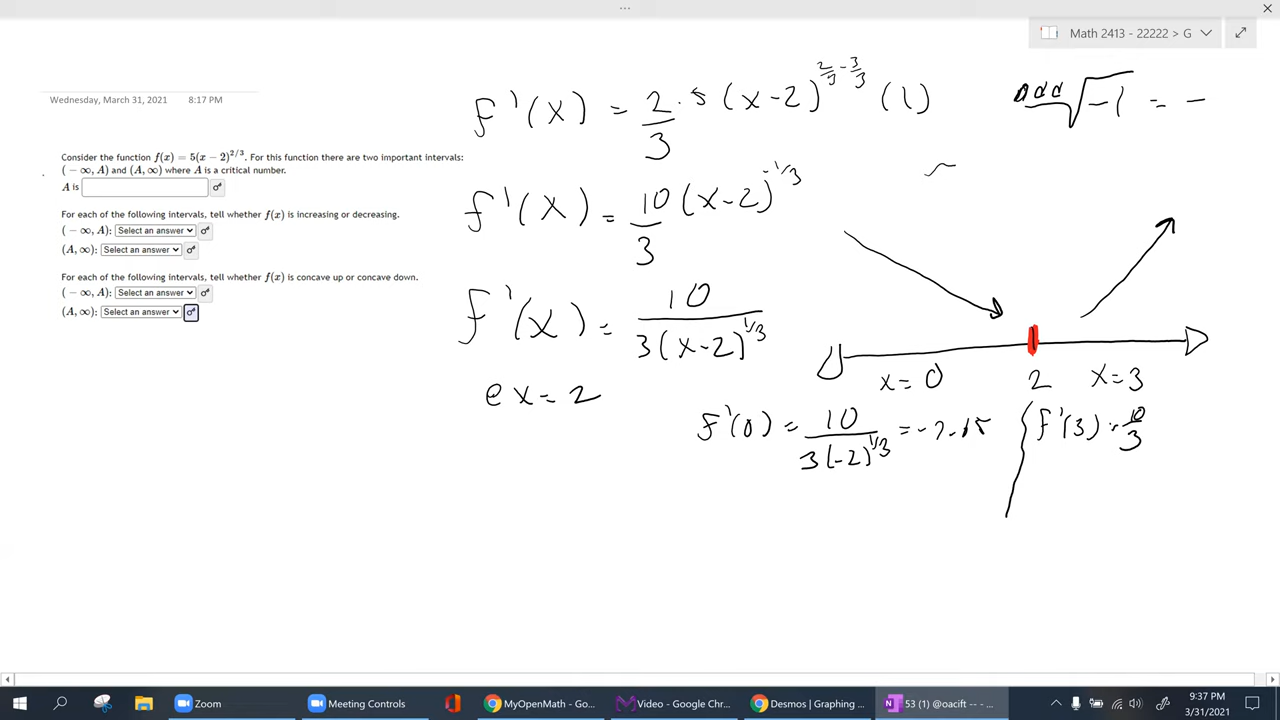 Math 2413 - 22222 > G
Wednesday, March 31, 2021 8:17 PM
Consider the function f(x) = 5(x − 2)^{2/3}. For this function there are two important intervals:
(−∞, A) and (A, ∞) where A is a critical number.
A is
For each of the following intervals, tell whether f(x) is increasing or decreasing.
(−∞, A): Select an answer
(A, ∞): Select an answer
For each of the following intervals, tell whether f(x) is concave up or concave down.
(−∞, A): Select an answer
(A, ∞): Select an answer
f'(x) = 2/3 · 5 (x-2)^{2/3 - 3/3} (1)
odd √-1 = -
f'(x) = 10/3 (x-2)^{-1/3}
f'(x) = 10/3(x-2)^{1/3}
@ x = 2
x = 0 2 x = 3
f'(0) = 10/3(-2)^{1/3} = -2.65 f'(3) = 10/3
Zoom
Meeting Controls
MyOpenMath - Go...
Video - Google Chr...
Desmos | Graphing ...
53 (1) @oacift -- - ...
9:37 PM
3/31/2021